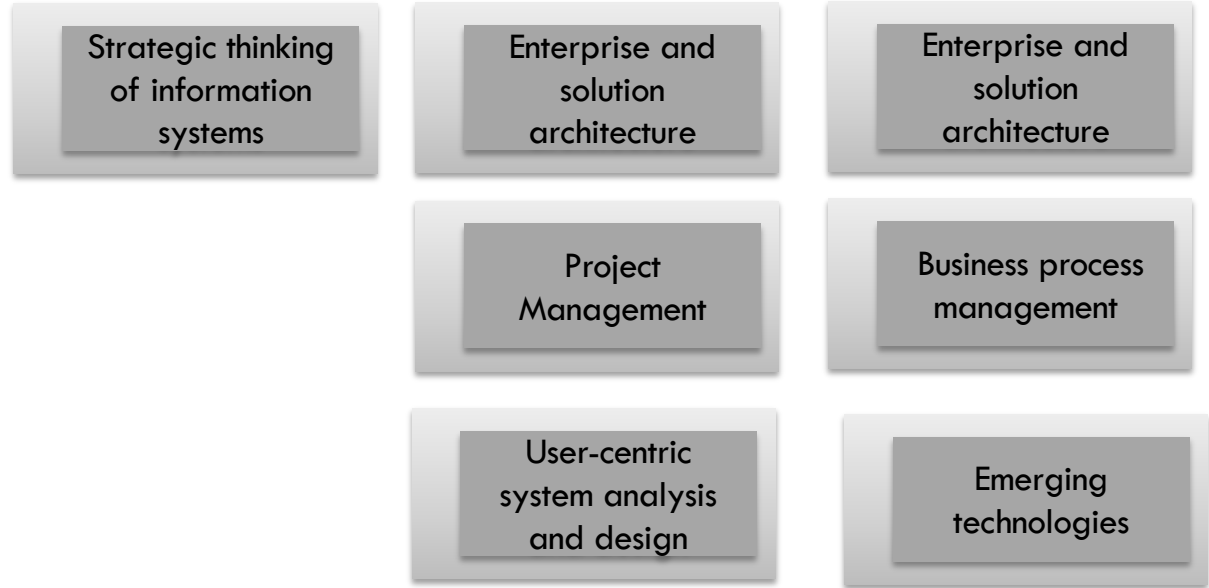 Strategic thinking
of information
systems
Enterprise and
solution
architecture
Enterprise and
solution
architecture
Project
Management
Business process
management
User-centric
system analysis
and design
Emerging
technologies